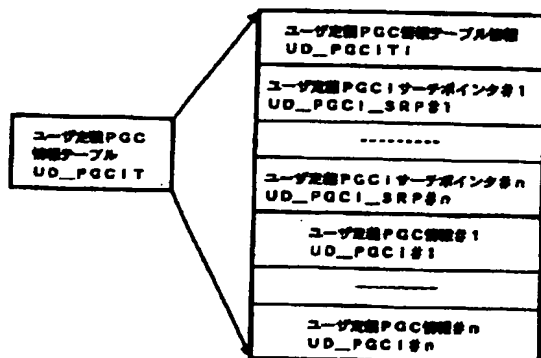 ユーザ定義PGC
情報テーブル
UD_PGCIT
ユーザ定義PGC情報テーブル情報
UD_PGCITI
ユーザ定義PGCIサーチポインタ#1
UD_PGCI_SRP#1
---------
ユーザ定義PGCIサーチポインタ#n
UD_PGCI_SRP#n
ユーザ定義PGC情報#1
UD_PGCI#1
---------
ユーザ定義PGC情報#n
UD_PGCI#n